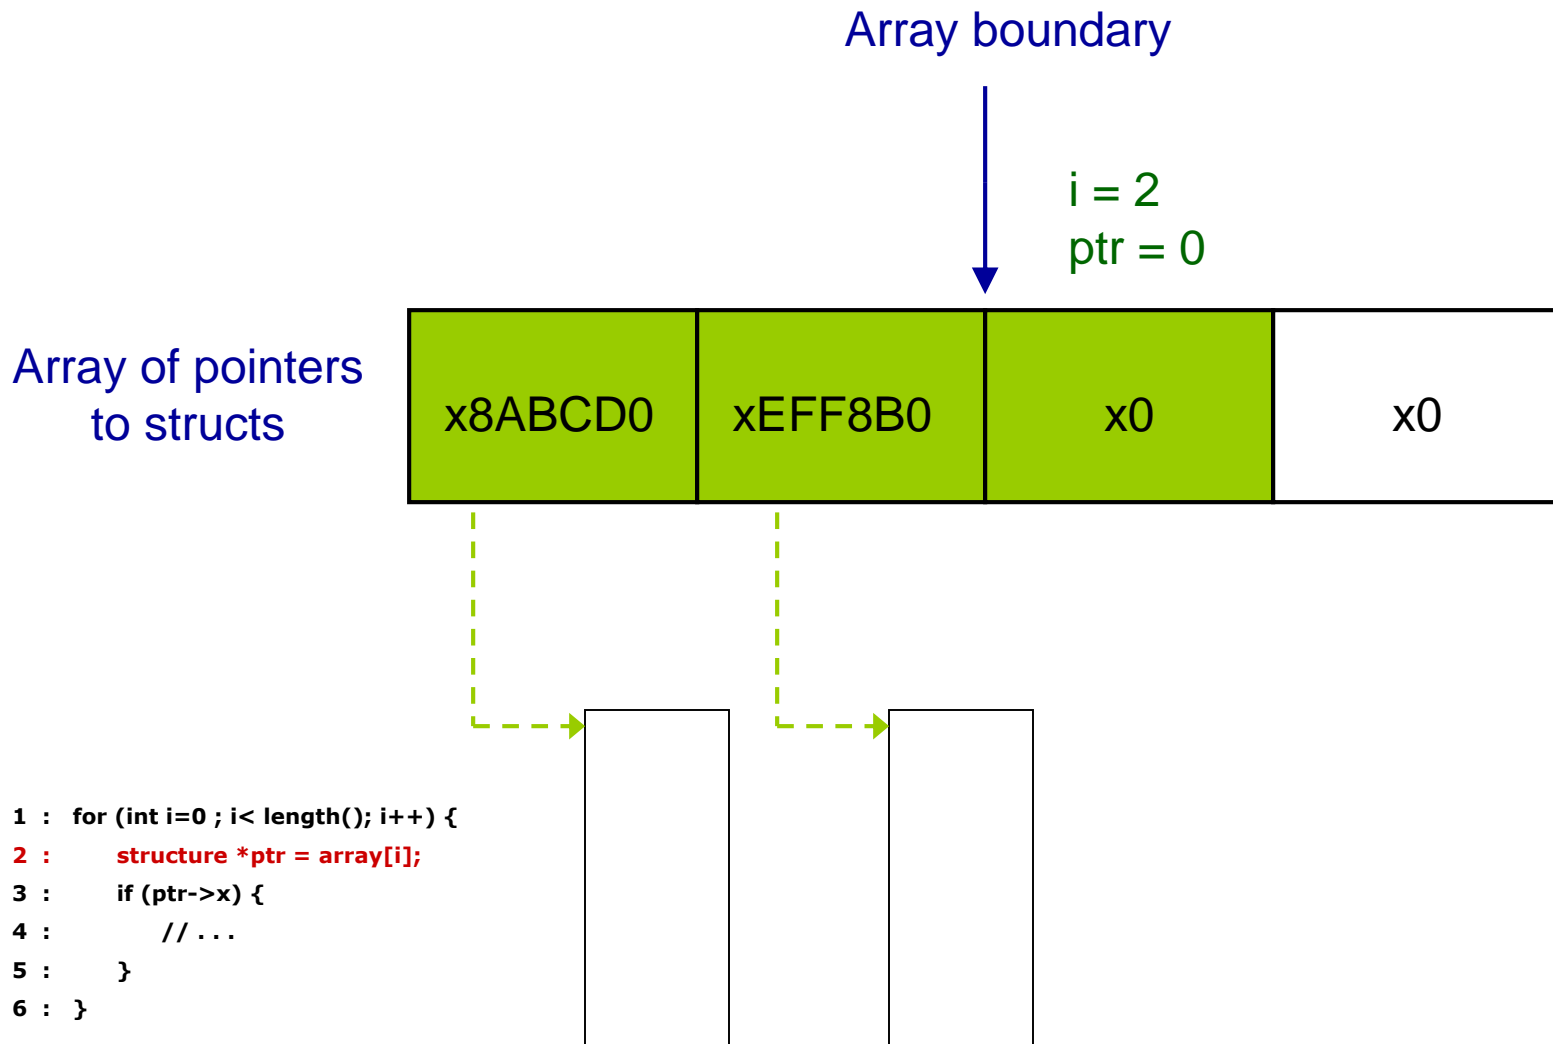 Array boundary
i = 2
ptr = 0
Array of pointers
to structs
x8ABCD0 xEFF8B0 x0 x0
1 : for (int i=0 ; i< length(); i++) {
2 : structure *ptr = array[i];
3 : if (ptr->x) {
4 : // . . .
5 : }
6 : }